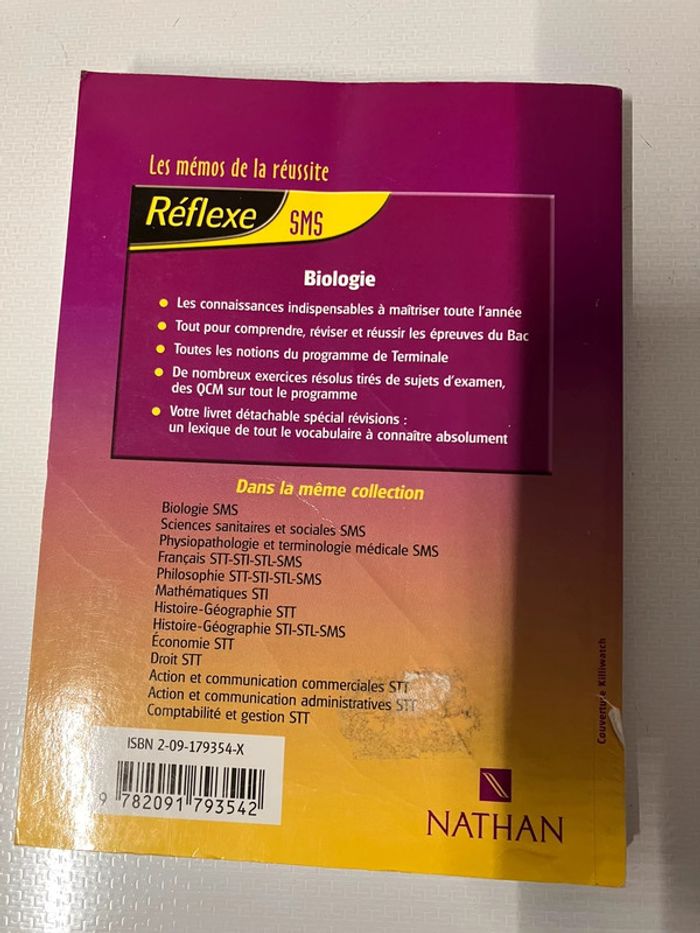 Les mémos de la réussite
Réflexe SMS
Biologie
Les connaissances indispensables à maîtriser toute l'année
Tout pour comprendre, réviser et réussir les épreuves du Bac
Toutes les notions du programme de Terminale
De nombreux exercices résolus tirés de sujets d'examen,
des QCM sur tout le programme
Votre livret détachable spécial révisions :
un lexique de tout le vocabulaire à connaître absolument
Dans la même collection
Biologie SMS
Sciences sanitaires et sociales SMS
Physiopathologie et terminologie médicale SMS
Français STT-STI-STL-SMS
Philosophie STT-STI-STL-SMS
Mathématiques STI
Histoire-Géographie STT
Histoire-Géographie STI-STL-SMS
Économie STT
Droit STT
Action et communication commerciales STT
Action et communication administratives STT
Comptabilité et gestion STT
Couverture Killiwatch
ISBN 2-09-179354-X
9 782091 793542
NATHAN